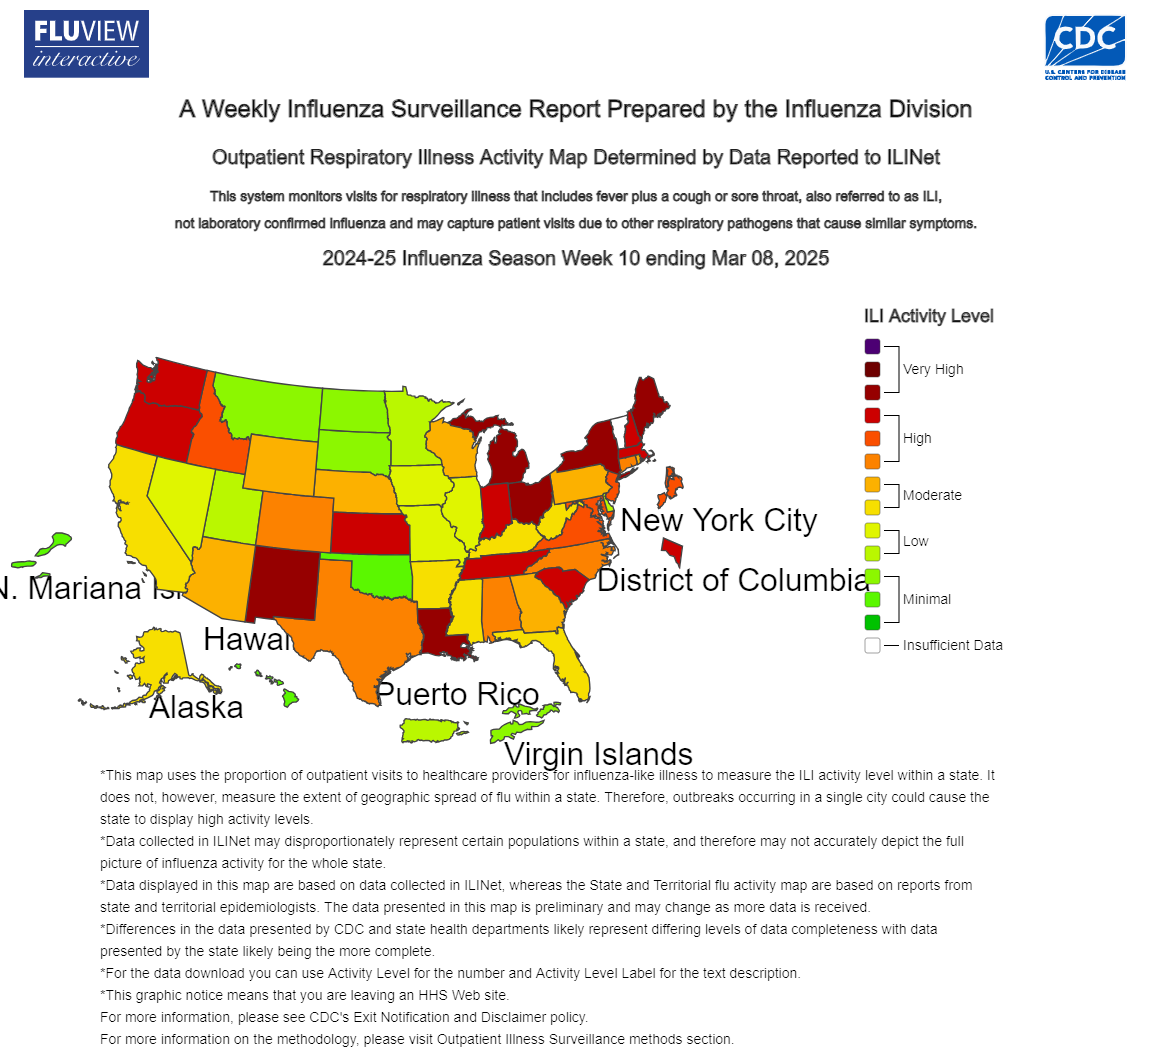 FLUVIEW
interactive
CDC
U.S. CENTERS FOR DISEASE
CONTROL AND PREVENTION
A Weekly Influenza Surveillance Report Prepared by the Influenza Division
Outpatient Respiratory Illness Activity Map Determined by Data Reported to ILINet
This system monitors visits for respiratory illness that includes fever plus a cough or sore throat, also referred to as ILI,
not laboratory confirmed influenza and may capture patient visits due to other respiratory pathogens that cause similar symptoms.
2024-25 Influenza Season Week 10 ending Mar 08, 2025
ILI Activity Level
Very High
High
Moderate
Low
Minimal
Insufficient Data
New York City
District of Columbia
N. Mariana Isl
Hawai
Alaska
Puerto Rico
Virgin Islands
*This map uses the proportion of outpatient visits to healthcare providers for influenza-like illness to measure the ILI activity level within a state. It
does not, however, measure the extent of geographic spread of flu within a state. Therefore, outbreaks occurring in a single city could cause the
state to display high activity levels.
*Data collected in ILINet may disproportionately represent certain populations within a state, and therefore may not accurately depict the full
picture of influenza activity for the whole state.
*Data displayed in this map are based on data collected in ILINet, whereas the State and Territorial flu activity map are based on reports from
state and territorial epidemiologists. The data presented in this map is preliminary and may change as more data is received.
*Differences in the data presented by CDC and state health departments likely represent differing levels of data completeness with data
presented by the state likely being the more complete.
*For the data download you can use Activity Level for the number and Activity Level Label for the text description.
*This graphic notice means that you are leaving an HHS Web site.
For more information, please see CDC's Exit Notification and Disclaimer policy.
For more information on the methodology, please visit Outpatient Illness Surveillance methods section.